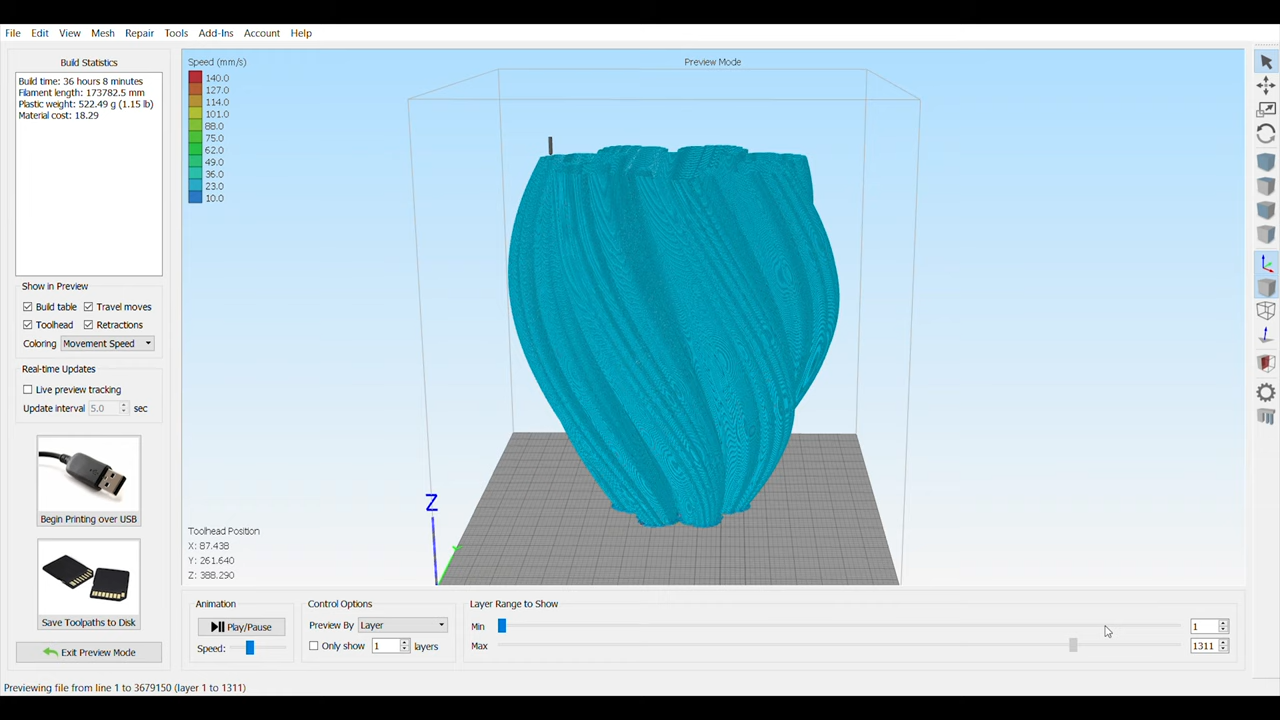 File Edit View Mesh Repair Tools Add-Ins Account Help
Build Statistics
Build time: 36 hours 8 minutes
Filament length: 173782.5 mm
Plastic weight: 522.49 g (1.15 lb)
Material cost: 18.29
Show in Preview
Build table Travel moves
Toolhead Retractions
Coloring Movement Speed
Real-time Updates
Live preview tracking
Update interval 5.0 sec
Begin Printing over USB
Save Toolpaths to Disk
Exit Preview Mode
Speed (mm/s)
140.0
127.0
114.0
101.0
88.0
75.0
62.0
49.0
36.0
23.0
10.0
Preview Mode
Z
Toolhead Position
X: 87.438
Y: 261.640
Z: 388.290
Animation
Play/Pause
Speed:
Control Options
Preview By Layer
Only show 1 layers
Layer Range to Show
Min 1
Max 1311
Previewing file from line 1 to 3679150 (layer 1 to 1311)